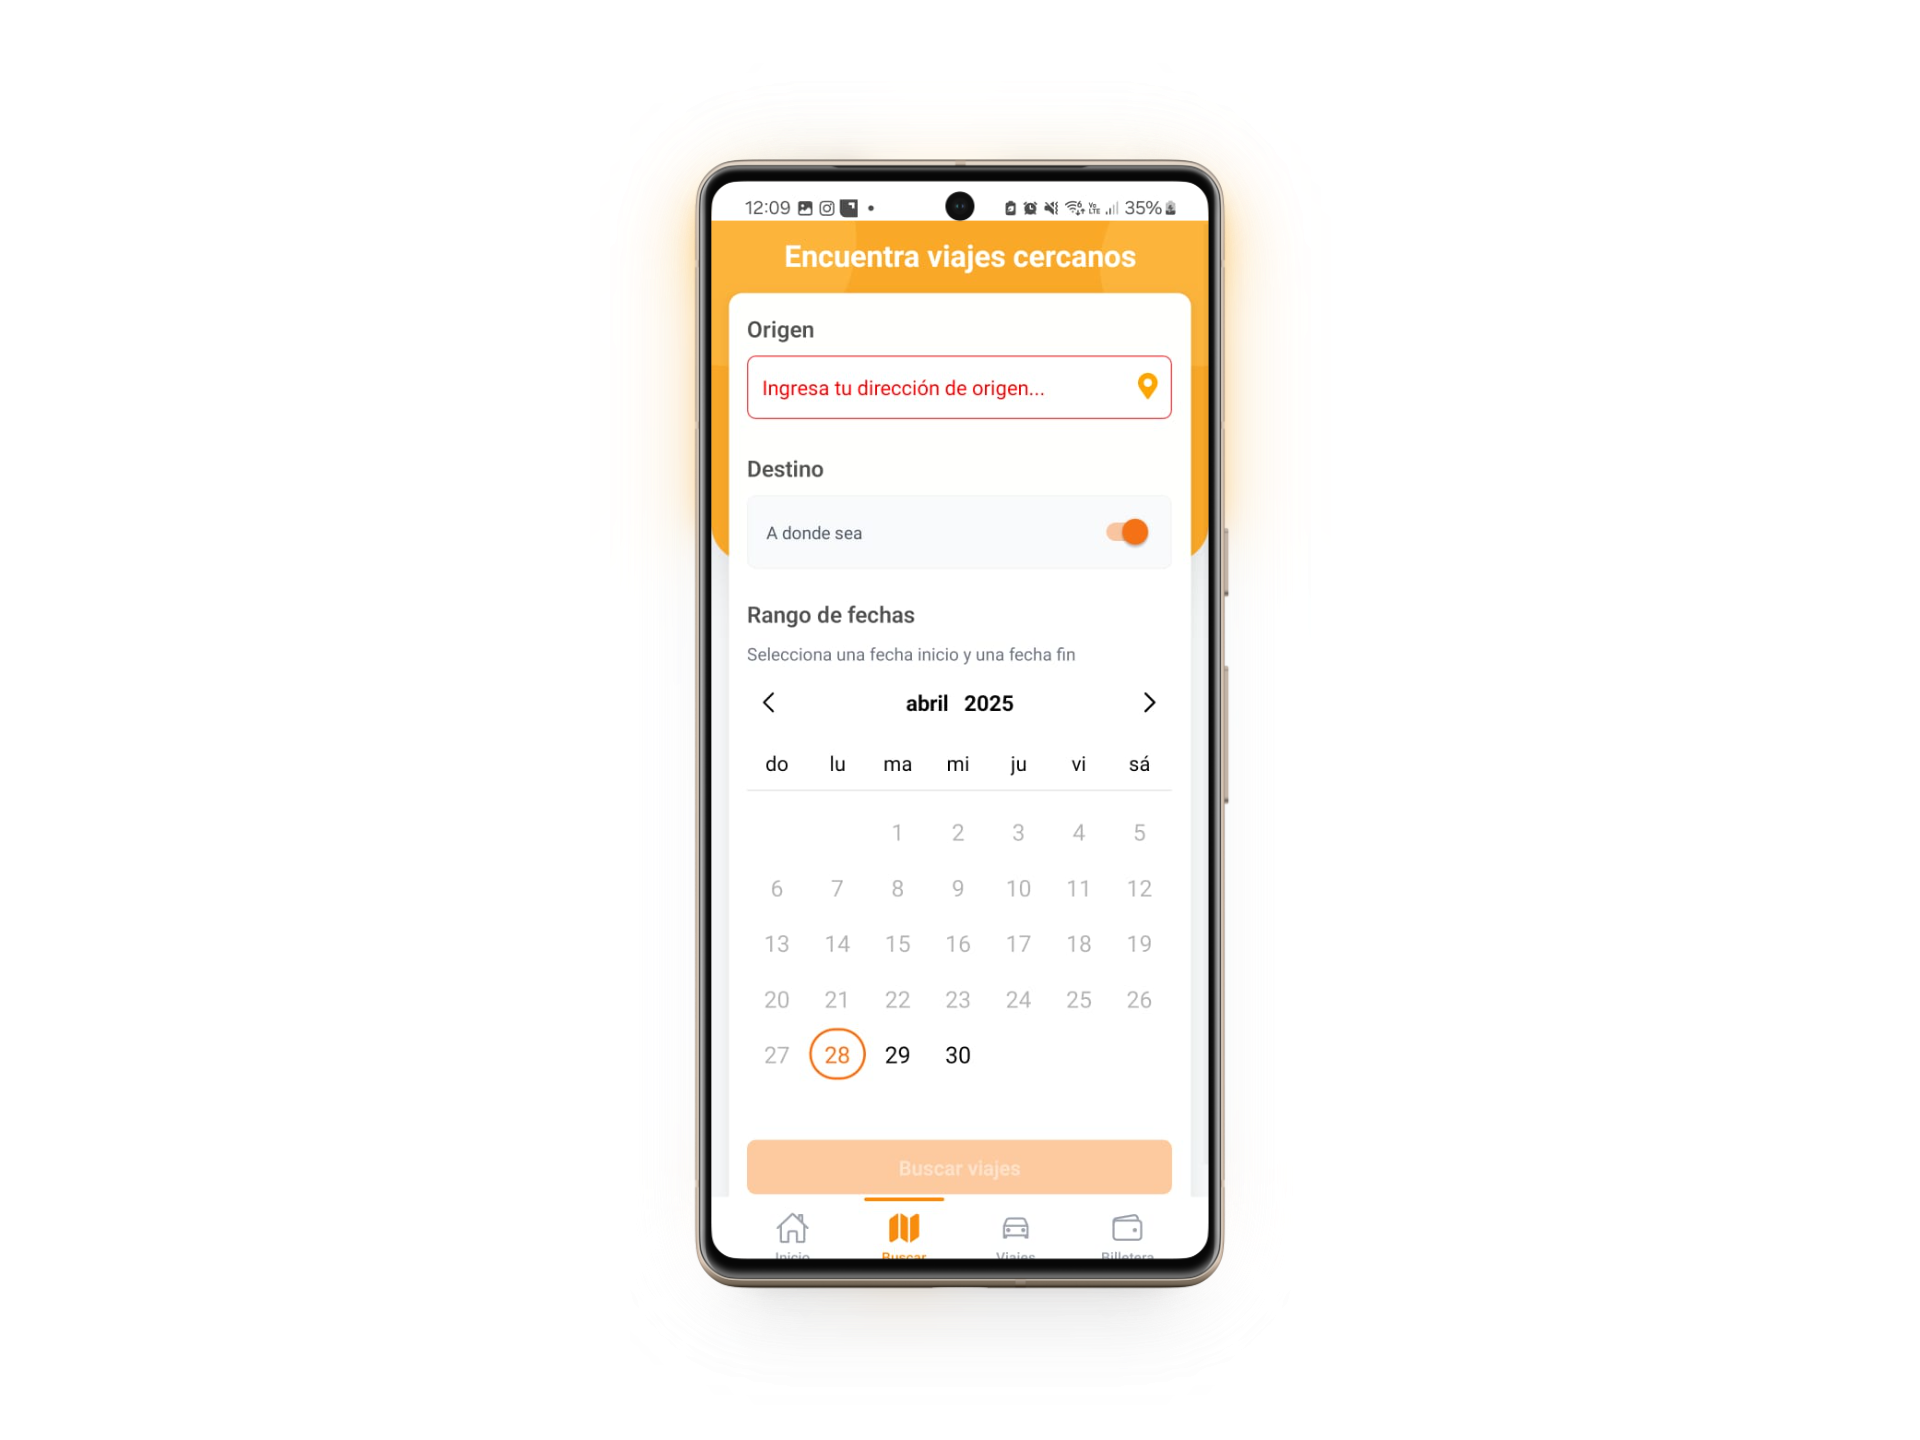 12:09 35%
Encuentra viajes cercanos
Origen
Ingresa tu dirección de origen...
Destino
A donde sea
Rango de fechas
Selecciona una fecha inicio y una fecha fin
abril 2025
do lu ma mi ju vi sá
1 2 3 4 5
6 7 8 9 10 11 12
13 14 15 16 17 18 19
20 21 22 23 24 25 26
27 28 29 30
Buscar viajes
Inicio Buscar Viajes Billetera